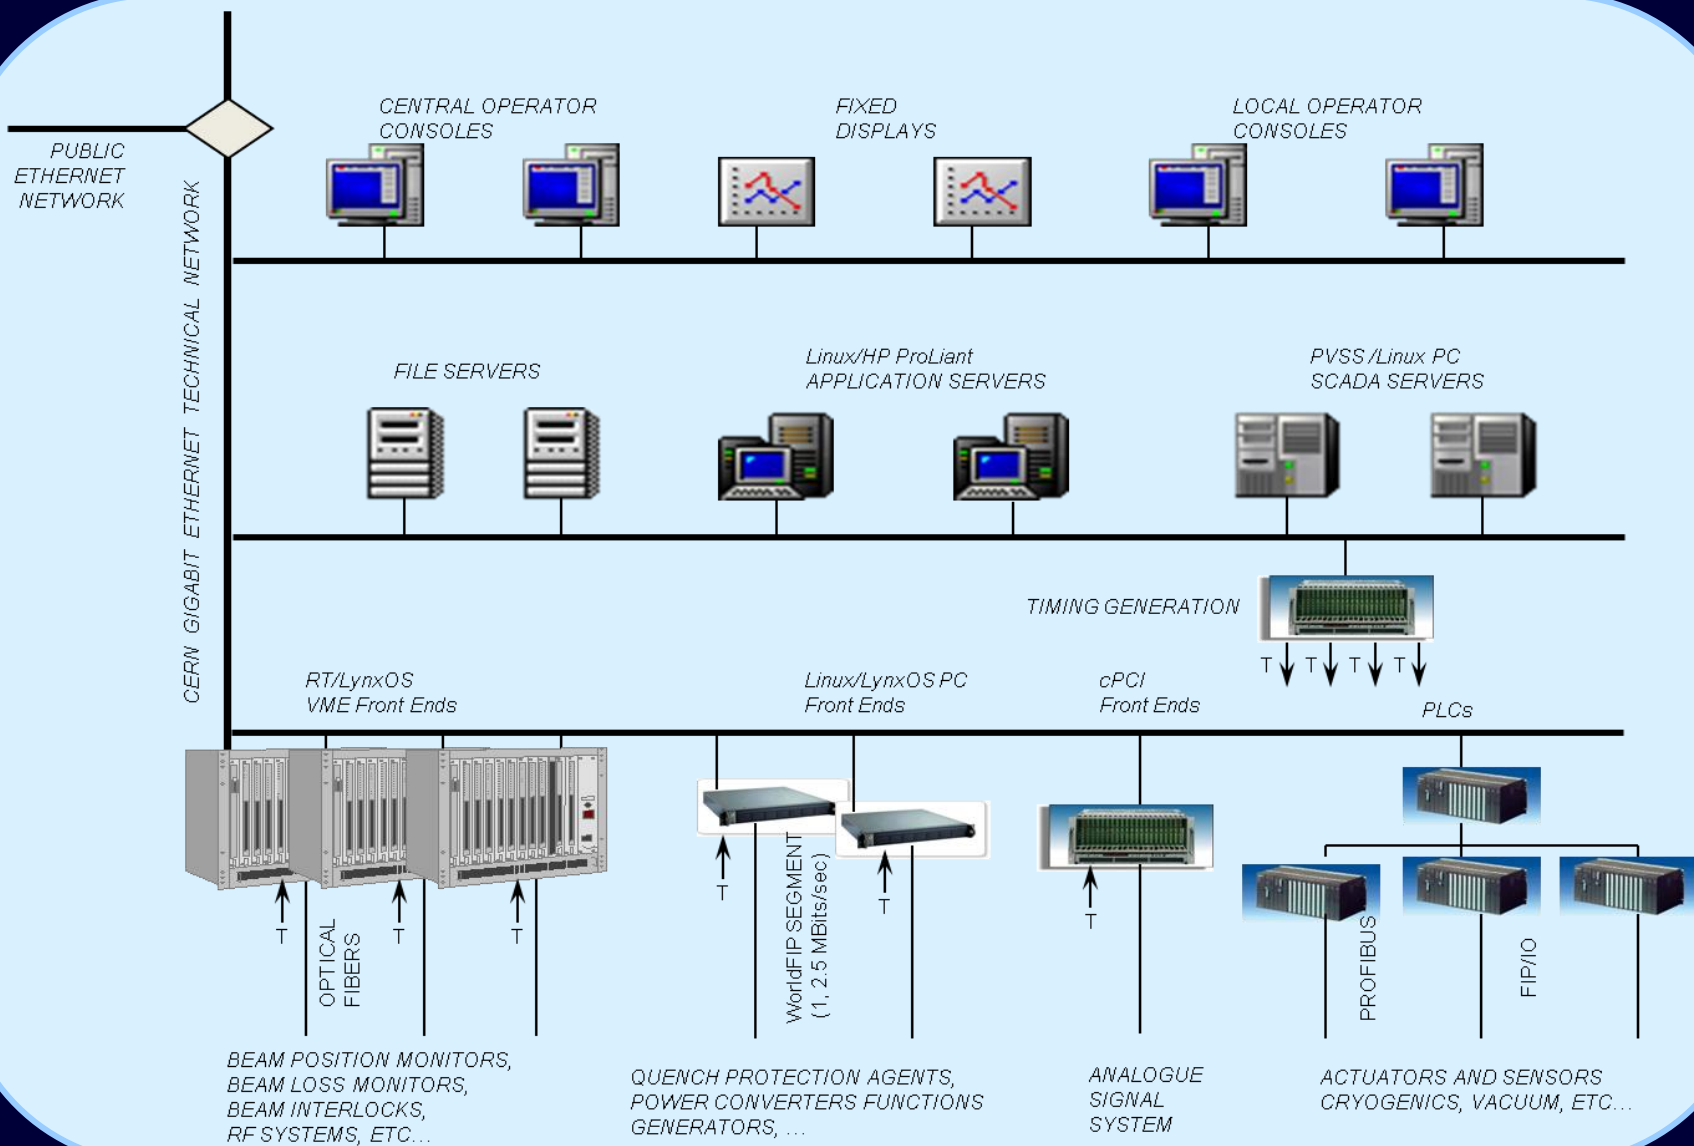 CENTRAL OPERATOR
CONSOLES
FIXED
DISPLAYS
LOCAL OPERATOR
CONSOLES
PUBLIC
ETHERNET
NETWORK
CERN GIGABIT ETHERNET TECHNICAL NETWORK
FILE SERVERS
Linux/HP ProLiant
APPLICATION SERVERS
PVSS /Linux PC
SCADA SERVERS
TIMING GENERATION
T
T
T
T
RT/LynxOS
VME Front Ends
Linux/LynxOS PC
Front Ends
cPCI
Front Ends
PLCs
T
T
T
T
T
T
OPTICAL
FIBERS
WorldFIP SEGMENT
(1, 2.5 MBits/sec)
PROFIBUS
FIP/IO
BEAM POSITION MONITORS,
BEAM LOSS MONITORS,
BEAM INTERLOCKS,
RF SYSTEMS, ETC...
QUENCH PROTECTION AGENTS,
POWER CONVERTERS FUNCTIONS
GENERATORS, ...
ANALOGUE
SIGNAL
SYSTEM
ACTUATORS AND SENSORS
CRYOGENICS, VACUUM, ETC...